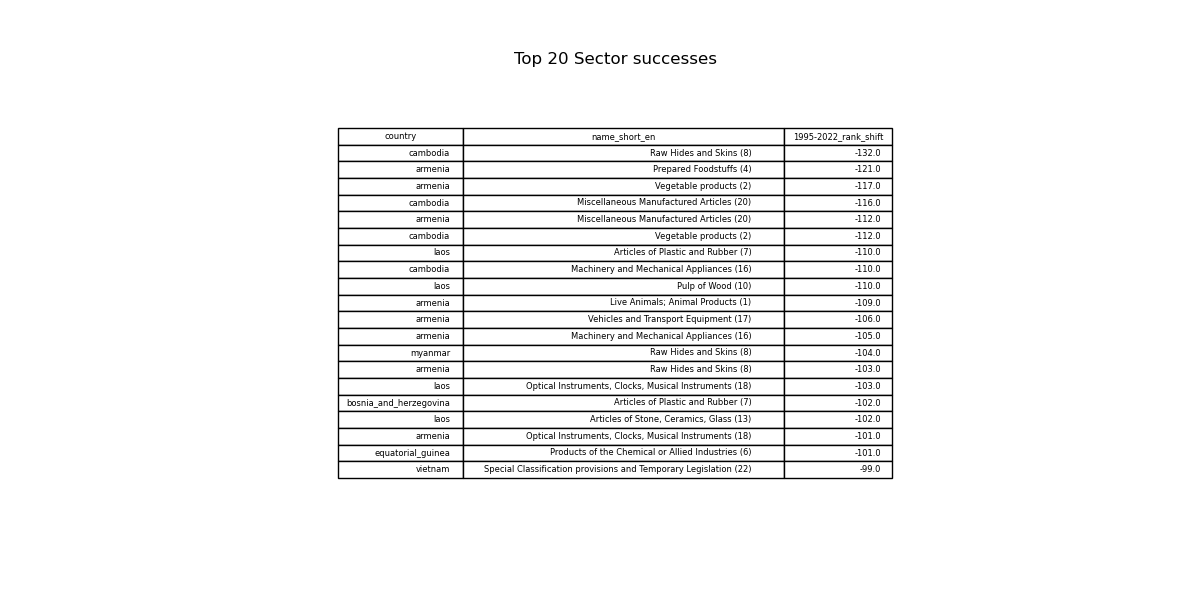 Top 20 Sector successes
country name_short_en 1995-2022_rank_shift
cambodia Raw Hides and Skins (8) -132.0
armenia Prepared Foodstuffs (4) -121.0
armenia Vegetable products (2) -117.0
cambodia Miscellaneous Manufactured Articles (20) -116.0
armenia Miscellaneous Manufactured Articles (20) -112.0
cambodia Vegetable products (2) -112.0
laos Articles of Plastic and Rubber (7) -110.0
cambodia Machinery and Mechanical Appliances (16) -110.0
laos Pulp of Wood (10) -110.0
armenia Live Animals; Animal Products (1) -109.0
armenia Vehicles and Transport Equipment (17) -106.0
armenia Machinery and Mechanical Appliances (16) -105.0
myanmar Raw Hides and Skins (8) -104.0
armenia Raw Hides and Skins (8) -103.0
laos Optical Instruments, Clocks, Musical Instruments (18) -103.0
bosnia_and_herzegovina Articles of Plastic and Rubber (7) -102.0
laos Articles of Stone, Ceramics, Glass (13) -102.0
armenia Optical Instruments, Clocks, Musical Instruments (18) -101.0
equatorial_guinea Products of the Chemical or Allied Industries (6) -101.0
vietnam Special Classification provisions and Temporary Legislation (22) -99.0